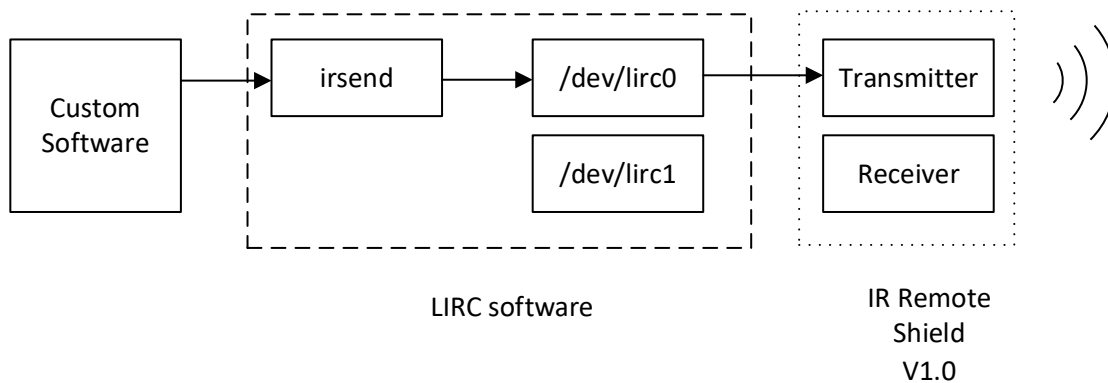 Custom
Software
irsend
/dev/lirc0
/dev/lirc1
Transmitter
Receiver
LIRC software
IR Remote
Shield
V1.0